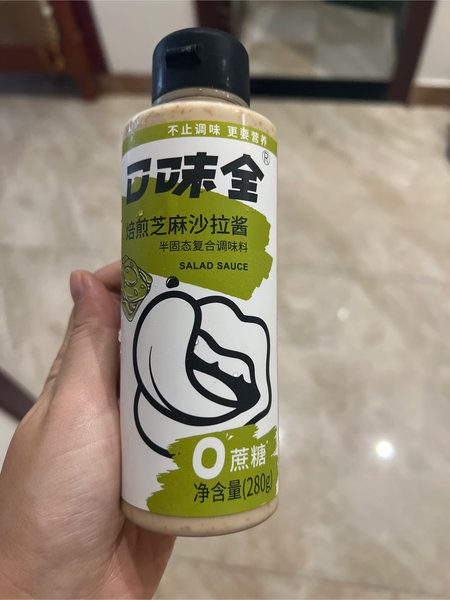 不止调味 更要营养
口味全®
焙煎芝麻沙拉酱
半固态复合调味料
SALAD SAUCE
0蔗糖
净含量(280g)